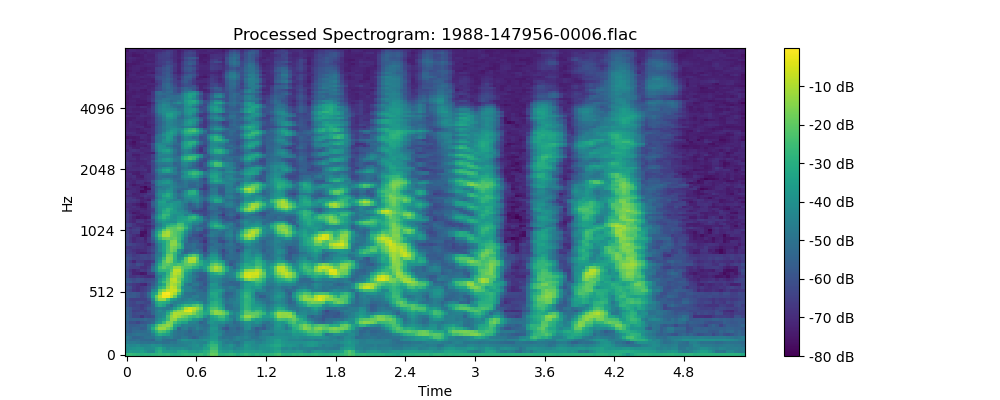 Processed Spectrogram: 1988-147956-0006.flac
Hz
4096
2048
1024
512
0
0 0.6 1.2 1.8 2.4 3 3.6 4.2 4.8
Time
-10 dB
-20 dB
-30 dB
-40 dB
-50 dB
-60 dB
-70 dB
-80 dB